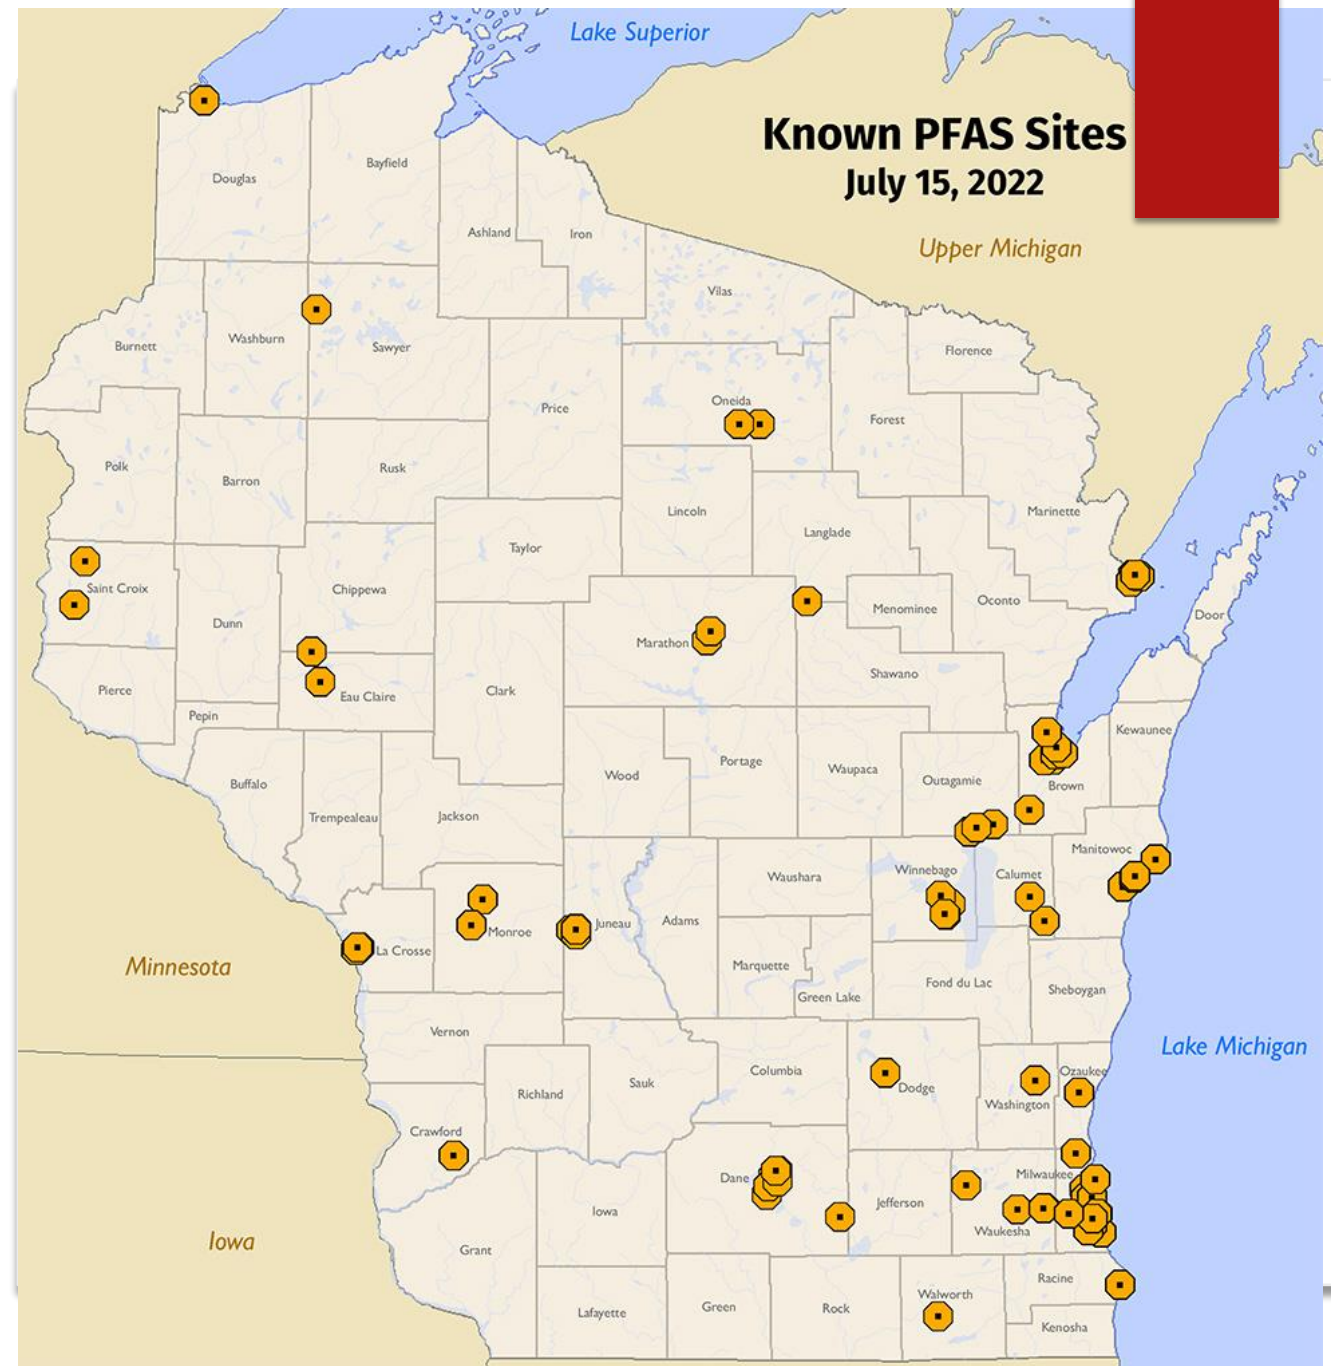 Lake Superior
Known PFAS Sites
July 15, 2022
Upper Michigan
Douglas
Bayfield
Ashland
Iron
Vilas
Burnett
Washburn
Sawyer
Florence
Price
Oneida
Forest
Polk
Barron
Rusk
Lincoln
Langlade
Marinette
Taylor
Saint Croix
Chippewa
Dunn
Menominee
Oconto
Door
Marathon
Shawano
Pierce
Eau Claire
Clark
Pepin
Kewaunee
Buffalo
Wood
Portage
Waupaca
Outagamie
Brown
Trempealeau
Jackson
Manitowoc
Waushara
Winnebago
Calumet
Monroe
Juneau
Adams
La Crosse
Minnesota
Marquette
Green Lake
Fond du Lac
Sheboygan
Vernon
Lake Michigan
Richland
Sauk
Columbia
Dodge
Ozaukee
Washington
Crawford
Dane
Milwaukee
Iowa
Jefferson
Waukesha
Iowa
Grant
Racine
Walworth
Lafayette
Green
Rock
Kenosha